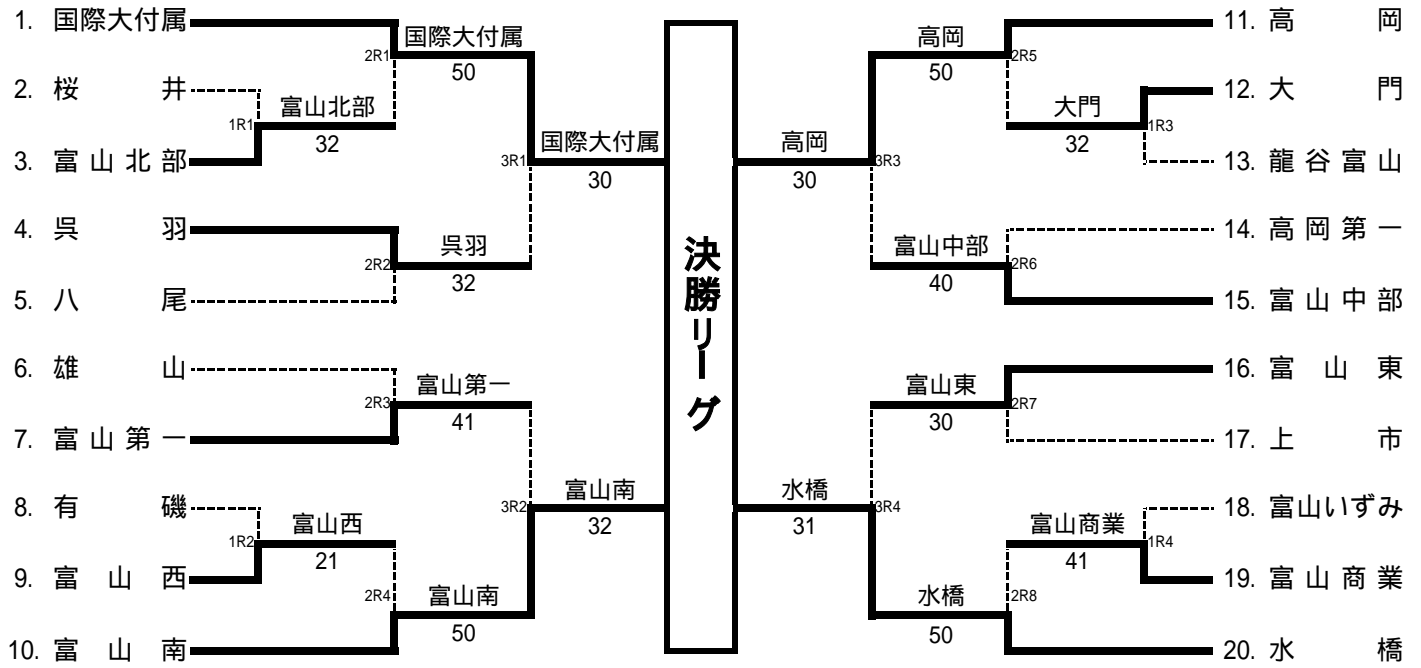 1. 国際大付属
2. 桜井
3. 富山北部
4. 呉羽
5. 八尾
6. 雄山
7. 富山第一
8. 有磯
9. 富山西
10. 富山南
1R1
富山北部
32
1R2
富山西
21
2R1
国際大付属
50
2R2
呉羽
32
2R3
富山第一
41
2R4
富山南
50
3R1
国際大付属
30
3R2
富山南
32
決勝リーグ
高岡
30
3R3
水橋
31
3R4
高岡
50
2R5
富山中部
40
2R6
富山東
30
2R7
水橋
50
2R8
大門
32
1R3
富山商業
41
1R4
11. 高岡
12. 大門
13. 龍谷富山
14. 高岡第一
15. 富山中部
16. 富山東
17. 上市
18. 富山いずみ
19. 富山商業
20. 水橋